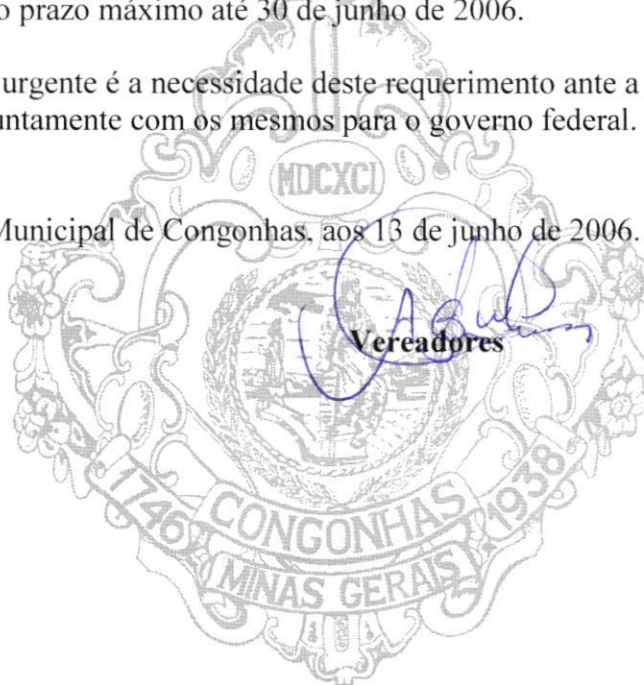 o prazo máximo até 30 de junho de 2006.
urgente é a necessidade deste requerimento ante a
untamente com os mesmos para o governo federal.
MDCXCI
Municipal de Congonhas, aos 13 de junho de 2006.
Vereadores
1746 CONGONHAS 1938
MINAS GERAIS